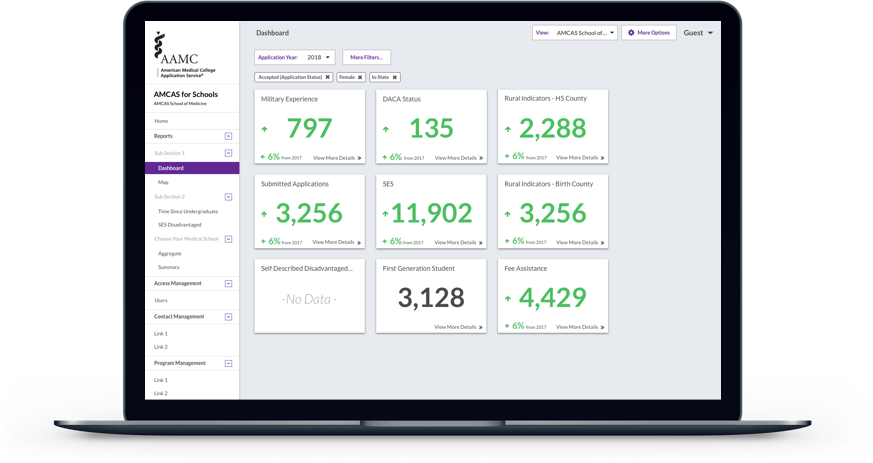 AAMC
American Medical College
Application Service®
AMCAS for Schools
AMCAS School of Medicine
Home
Reports
Sub Section 1
Dashboard
Map
Sub Section 2
Time Since Undergraduate
SES Disadvantaged
Choose Your Medical School
Aggregate
Summary
Access Management
Users
Contact Management
Link 1
Link 2
Program Management
Link 1
Link 2
Dashboard
View: AMCAS School of...
More Options
Guest
Application Year: 2018
More Filters...
Accepted (Application Status) ✖ Female ✖ In-State ✖
Military Experience
797
6% from 2017 View More Details »
DACA Status
135
6% from 2017 View More Details »
Rural Indicators - HS County
2,288
6% from 2017 View More Details »
Submitted Applications
3,256
6% from 2017 View More Details »
SES
11,902
6% from 2017 View More Details »
Rural Indicators - Birth County
3,256
6% from 2017 View More Details »
Self Described Disadvantaged...
-No Data -
First Generation Student
3,128
View More Details »
Fee Assistance
4,429
6% from 2017 View More Details »